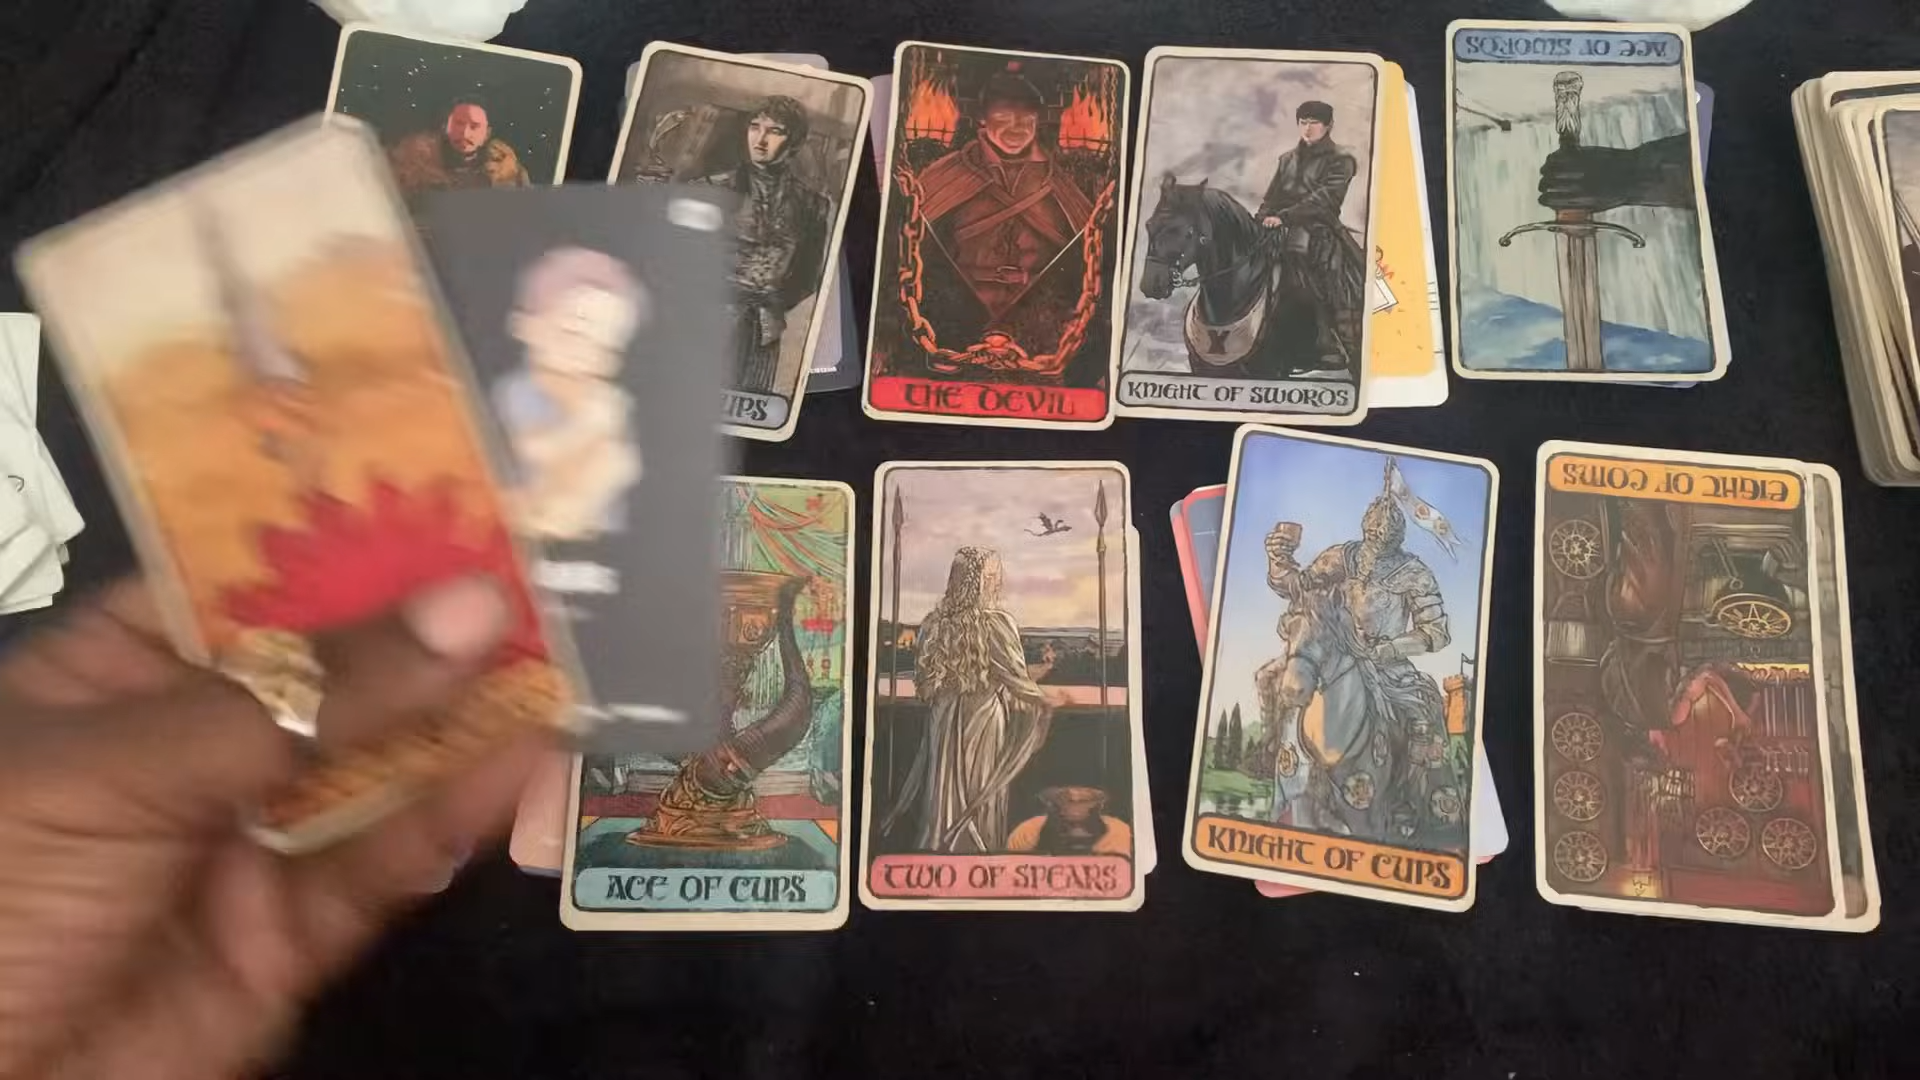 ACE OF SWORDS
UPS
THE DEVIL
KNIGHT OF SWORDS
EIGHT OF COINS
ACE OF CUPS
TWO OF SPEARS
KNIGHT OF CUPS